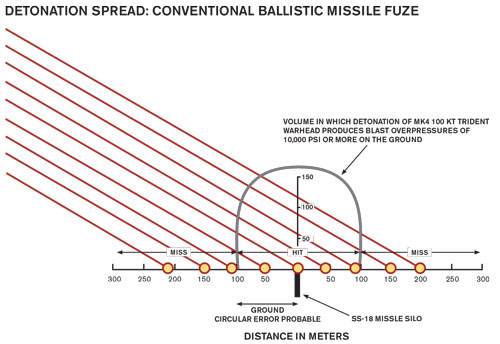 DETONATION SPREAD: CONVENTIONAL BALLISTIC MISSILE FUZE
VOLUME IN WHICH DETONATION OF MK4 100 KT TRIDENT
WARHEAD PRODUCES BLAST OVERPRESSURES OF
10,000 PSI OR MORE ON THE GROUND
150
100
50
MISS HIT MISS
300 250 200 150 100 50 0 50 100 150 200 250 300
GROUND
CIRCULAR ERROR PROBABLE
SS-18 MISSLE SILO
DISTANCE IN METERS